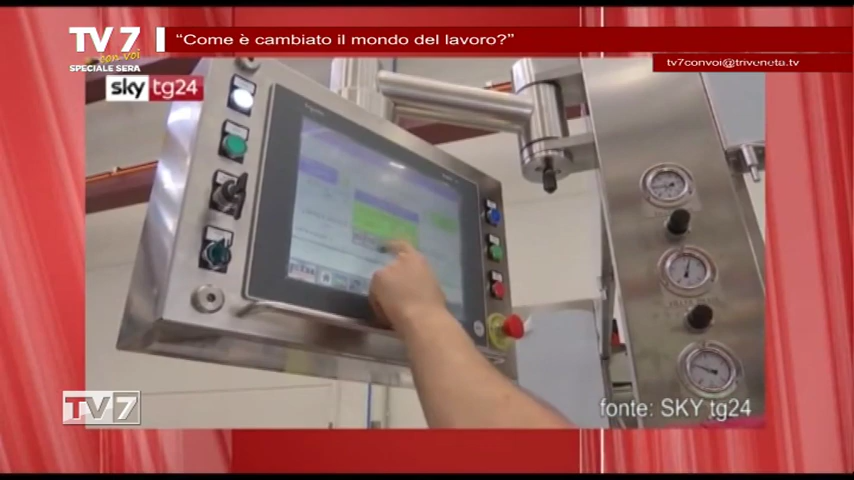 TV7
con voi
SPECIALE SERA
"Come è cambiato il mondo del lavoro?"
tv7convoi@triveneta.tv
sky tg24
TV7
fonte: SKY tg24